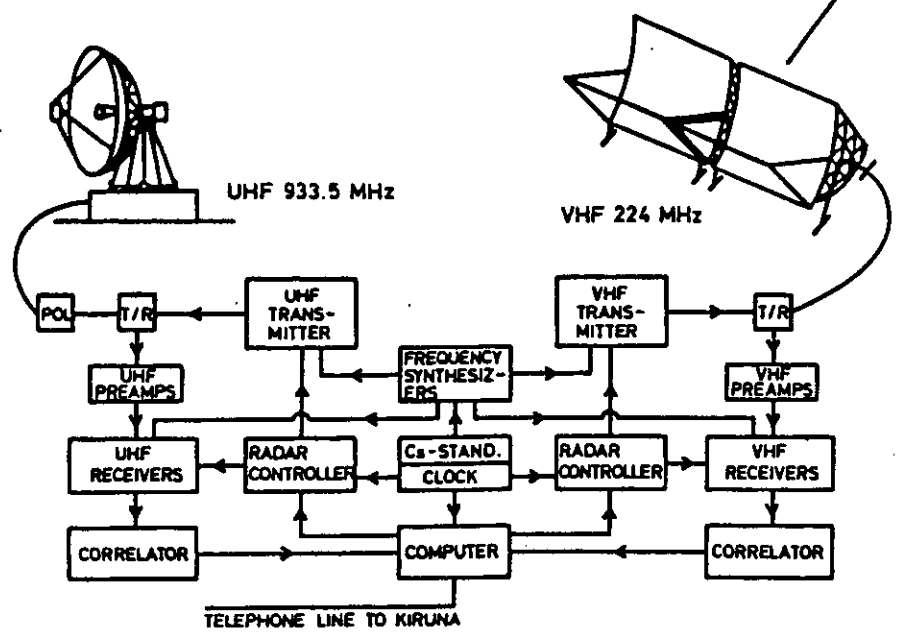 UHF 933.5 MHz
VHF 224 MHz
POL
T/R
UHF
TRANS-
MITTER
VHF
TRANS-
MITTER
T/R
UHF
PREAMPS
FREQUENCY
SYNTHESIZ-
ERS
VHF
PREAMPS
UHF
RECEIVERS
RADAR
CONTROLLER
Cs-STAND.
CLOCK
RADAR
CONTROLLER
VHF
RECEIVERS
CORRELATOR
COMPUTER
CORRELATOR
TELEPHONE LINE TO KIRUNA